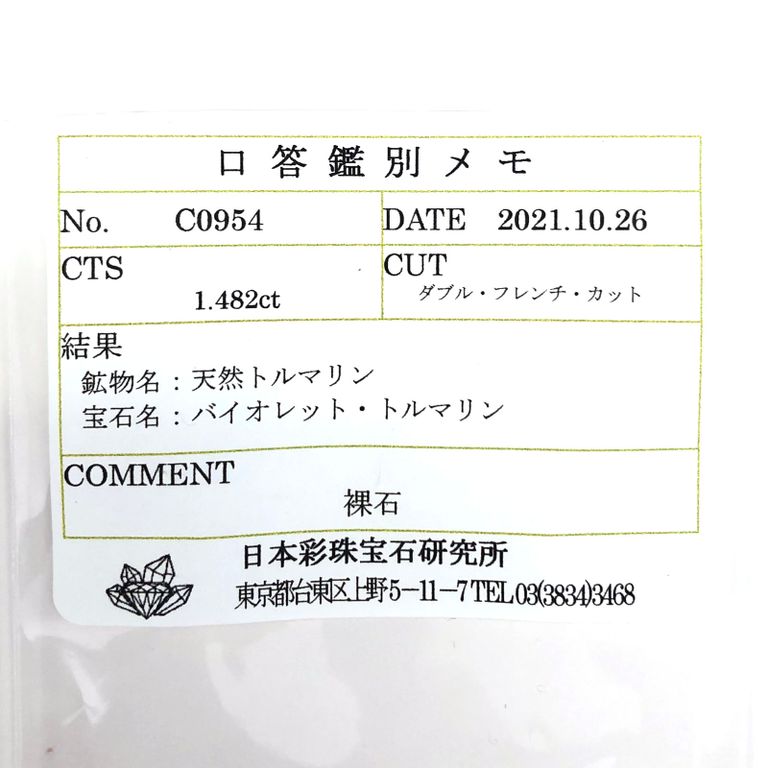 口答鑑別メモ
No. C0954 DATE 2021.10.26
CTS CUT
1.482ct ダブル・フレンチ・カット
結果
鉱物名：天然トルマリン
宝石名：バイオレット・トルマリン
COMMENT
裸石
日本彩珠宝石研究所
東京都台東区上野5－11－7 TEL 03(3834)3468